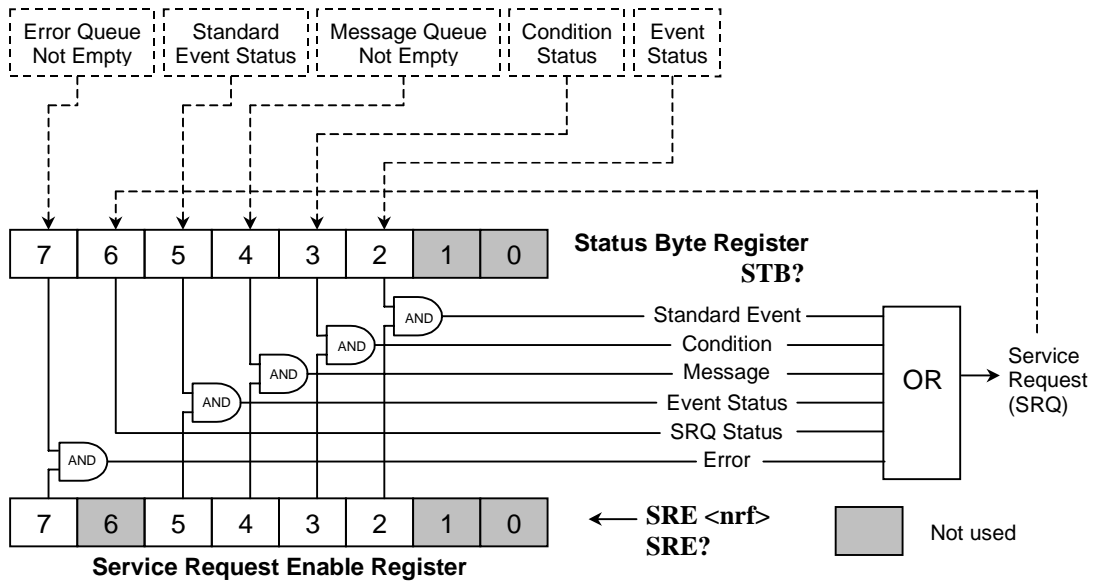 Error Queue
Not Empty
Standard
Event Status
Message Queue
Not Empty
Condition
Status
Event
Status
7 6 5 4 3 2 1 0
Status Byte Register
STB?
AND
Standard Event
AND
Condition
AND
Message
AND
Event Status
SRQ Status
AND
Error
OR
Service
Request
(SRQ)
7 6 5 4 3 2 1 0
SRE <nrf>
SRE?
Not used
Service Request Enable Register